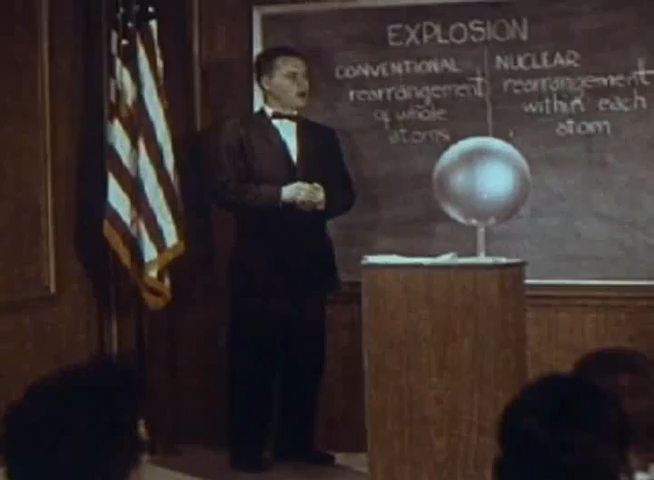 EXPLOSION
CONVENTIONAL
rearrangement
of whole
atoms
NUCLEAR
rearrangement
within each
atom